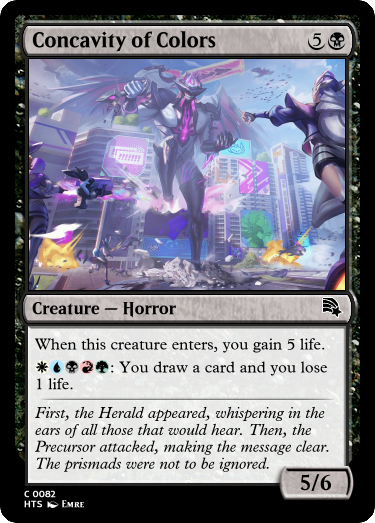 Concavity of Colors 5
Creature — Horror
When this creature enters, you gain 5 life.
: You draw a card and you lose
1 life.
First, the Herald appeared, whispering in the
ears of all those that would hear. Then, the
Precursor attacked, making the message clear.
The prismads were not to be ignored.
5/6
C 0082
HTS EMRE